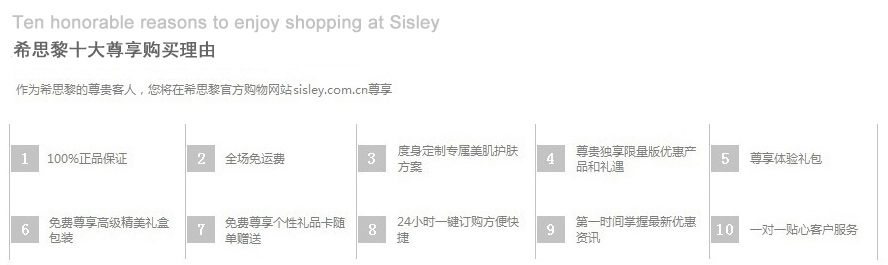 Ten honorable reasons to enjoy shopping at Sisley
希思黎十大尊享购买理由
作为希思黎的尊贵客人，您将在希思黎官方购物网站sisley.com.cn尊享
1 100%正品保证
2 全场免运费
3 度身定制专属美肌护肤
方案
4 尊贵独享限量版优惠产
品和礼遇
5 尊享体验礼包
6 免费尊享高级精美礼盒
包装
7 免费尊享个性礼品卡随
单赠送
8 24小时一键订购方便快
捷
9 第一时间掌握最新优惠
资讯
10 一对一贴心客户服务